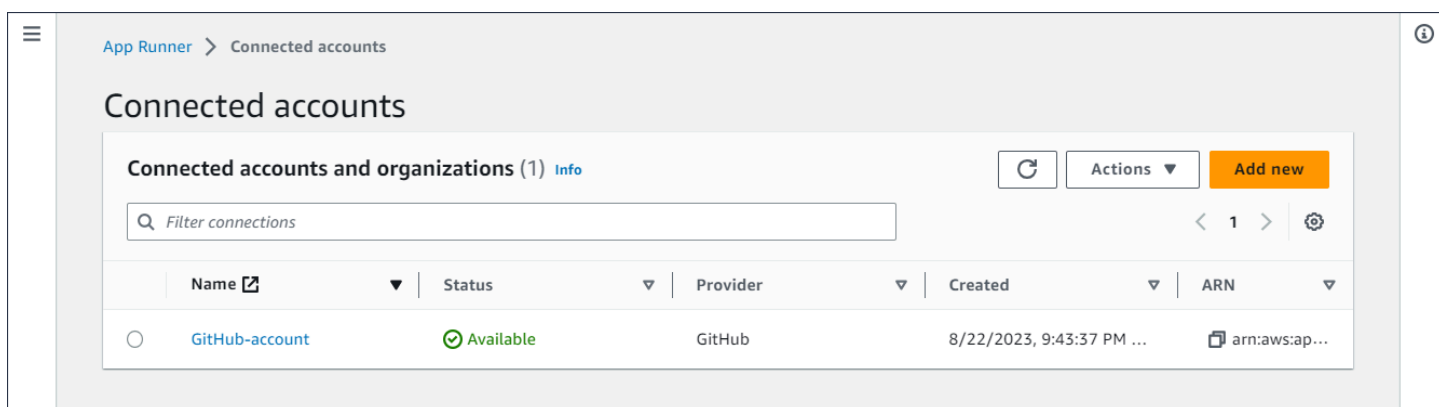 App Runner > Connected accounts
Connected accounts
Connected accounts and organizations (1) Info
Actions
Add new
Filter connections
1
Name Status Provider Created ARN
GitHub-account Available GitHub 8/22/2023, 9:43:37 PM ... arn:aws:ap...